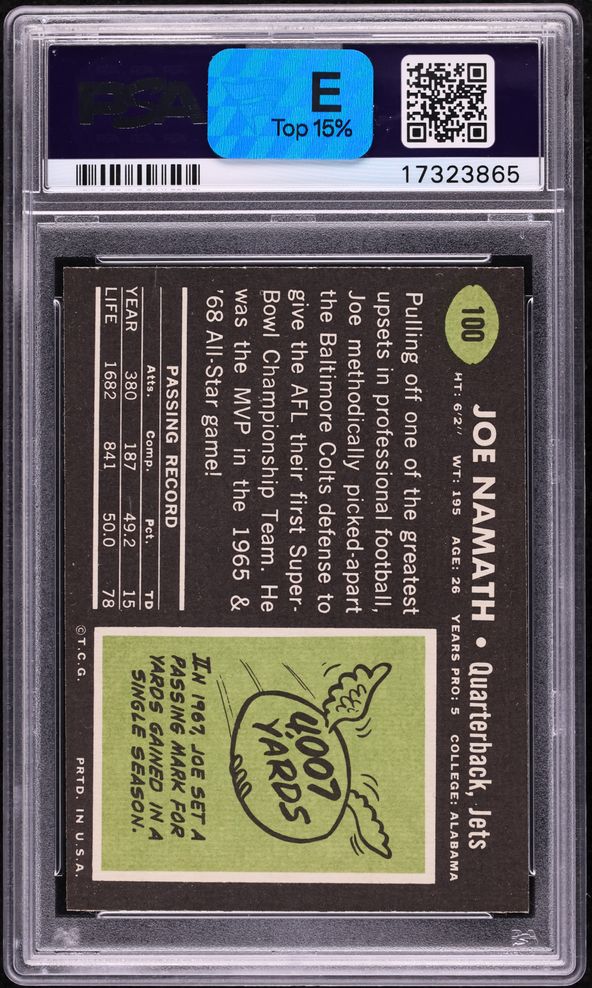 PSA
E
Top 15%
17323865
100
JOE NAMATH • Quarterback, Jets
HT: 6'2" WT: 195 AGE: 26 YEARS PRO: 5 COLLEGE: ALABAMA
Pulling off one of the greatest
upsets in professional football,
Joe methodically picked-apart
the Baltimore Colts defense to
give the AFL their first Super-
Bowl Championship Team. He
was the MVP in the 1965 &
'68 All-Star game!
PASSING RECORD
Atts. Comp. Pct. TD
YEAR 380 187 49.2 15
LIFE 1682 841 50.0 78
4,007
YARDS
IN 1967, JOE SET A
PASSING MARK FOR
YARDS GAINED IN A
SINGLE SEASON.
©T.C.G. PRTD. IN U.S.A.